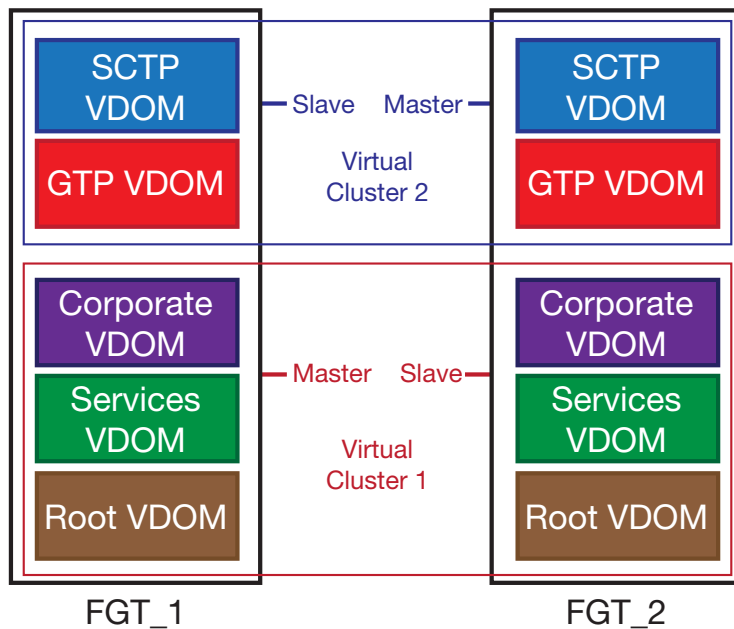 SCTP
VDOM
SCTP
VDOM
Slave Master
Virtual
Cluster 2
GTP VDOM
GTP VDOM
Corporate
VDOM
Corporate
VDOM
Master Slave
Services
VDOM
Services
VDOM
Virtual
Cluster 1
Root VDOM
Root VDOM
FGT_1
FGT_2